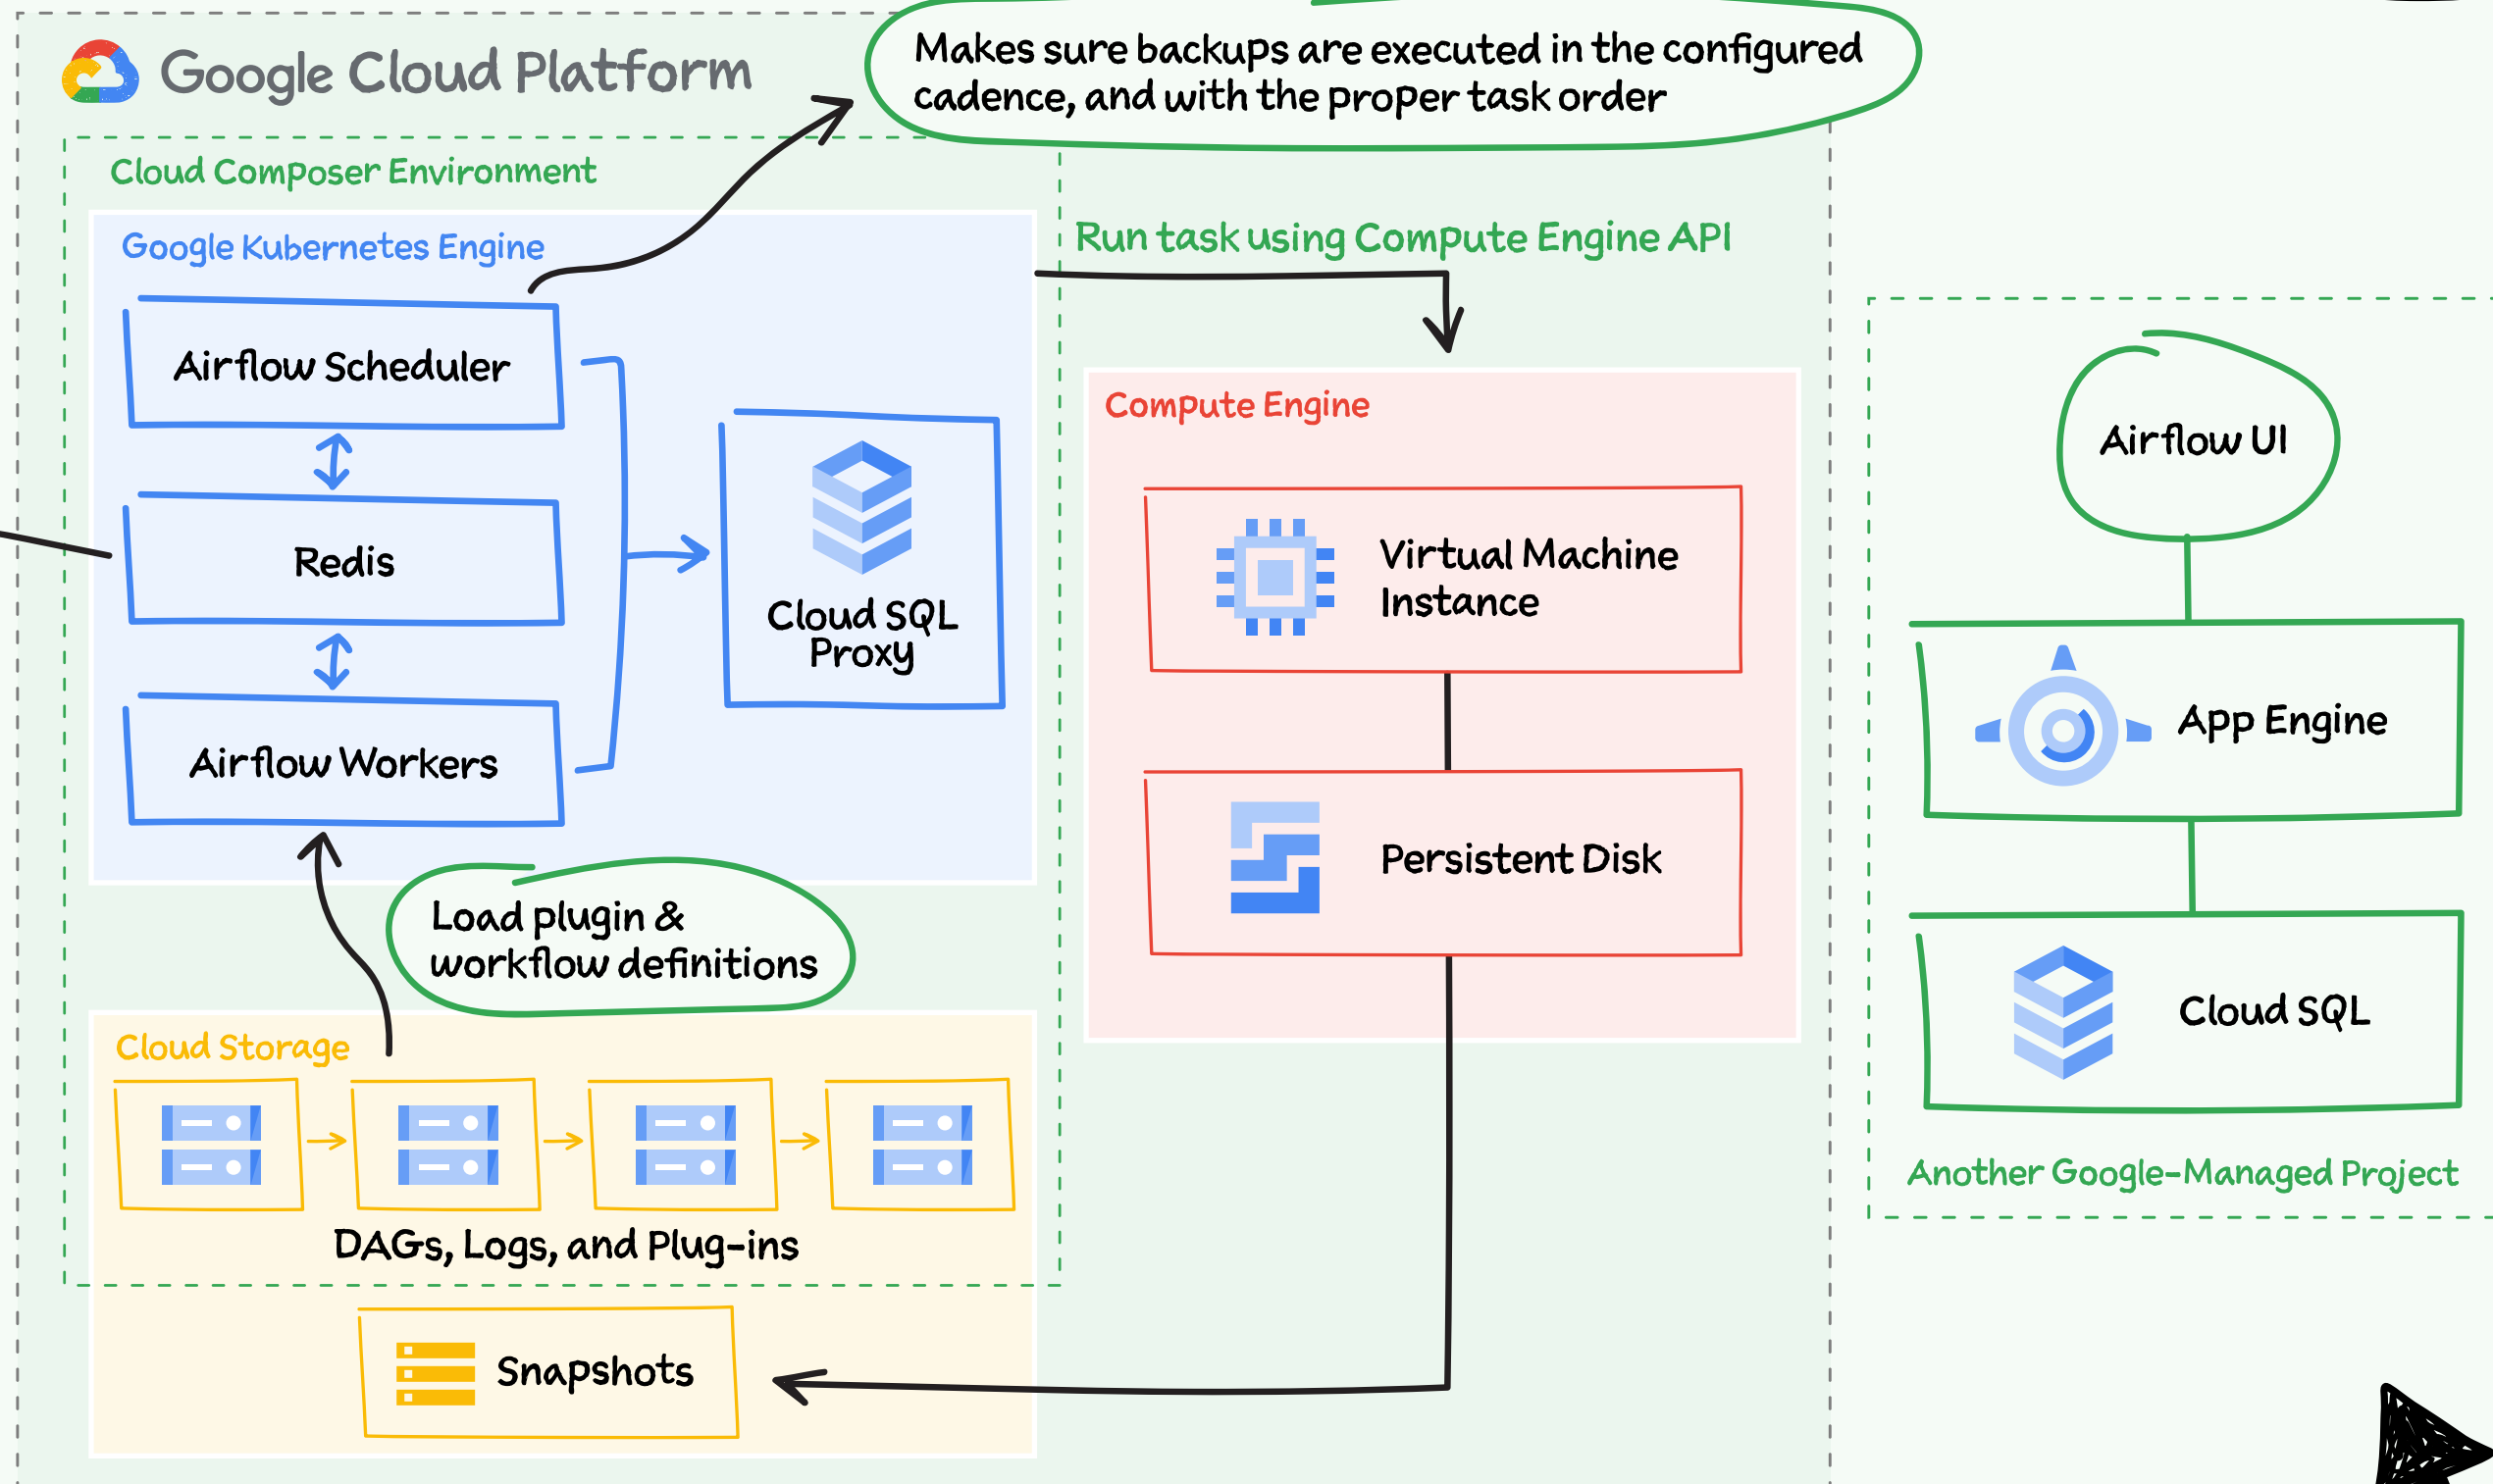 Makes sure backups are executed in the configured
cadence, and with the proper task order
Google Cloud Platform
Cloud Composer Environment
Google Kubernetes Engine
Run task using Compute Engine API
Airflow Scheduler
Compute Engine
Airflow UI
Redis
Virtual Machine
Instance
Cloud SQL
Proxy
App Engine
Airflow Workers
Persistent Disk
Load plugin &
workflow definitions
Cloud SQL
Cloud Storage
Another Google-Managed Project
DAGs, Logs, and Plug-ins
Snapshots